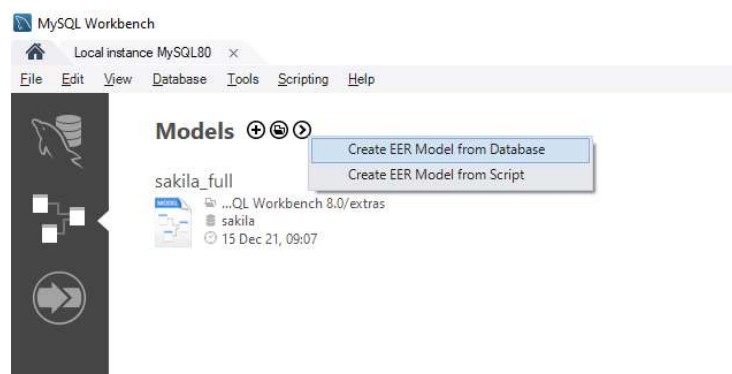 MySQL Workbench
Local instance MySQL80 ×
File Edit View Database Tools Scripting Help
Models
Create EER Model from Database
Create EER Model from Script
sakila_full
MODEL
...QL Workbench 8.0/extras
sakila
15 Dec 21, 09:07